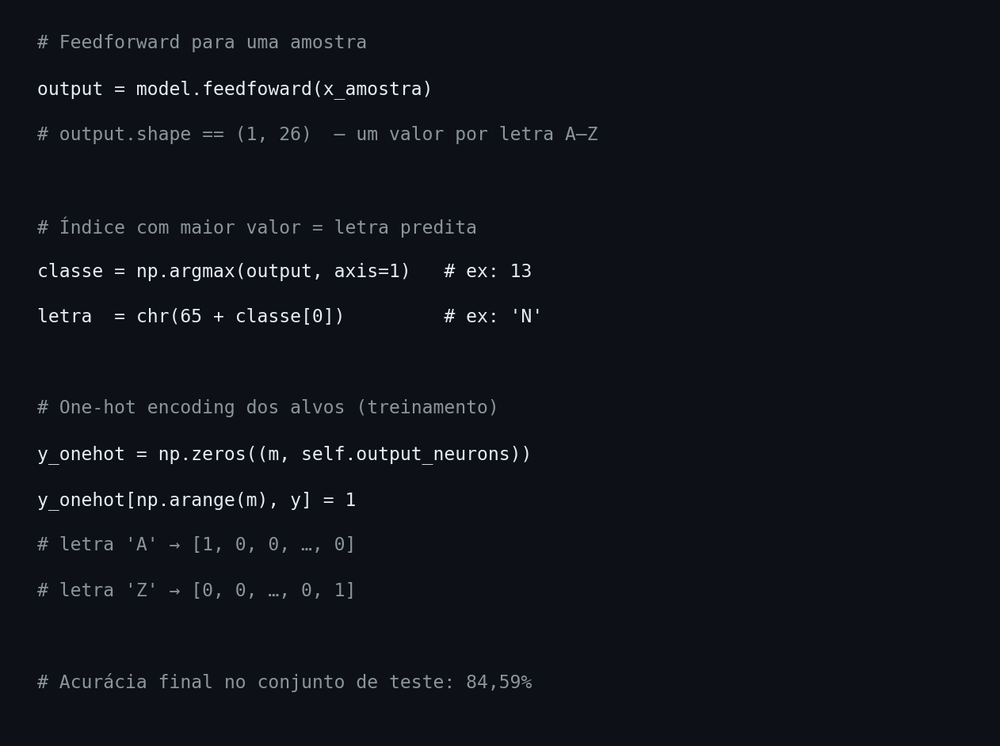 # Feedforward para uma amostra
output = model.feedfoward(x_amostra)
# output.shape == (1, 26)  — um valor por letra A–Z
# Índice com maior valor = letra predita
classe = np.argmax(output, axis=1)   # ex: 13
letra  = chr(65 + classe[0])         # ex: 'N'
# One-hot encoding dos alvos (treinamento)
y_onehot = np.zeros((m, self.output_neurons))
y_onehot[np.arange(m), y] = 1
# letra 'A' → [1, 0, 0, …, 0]
# letra 'Z' → [0, 0, …, 0, 1]
# Acurácia final no conjunto de teste: 84,59%